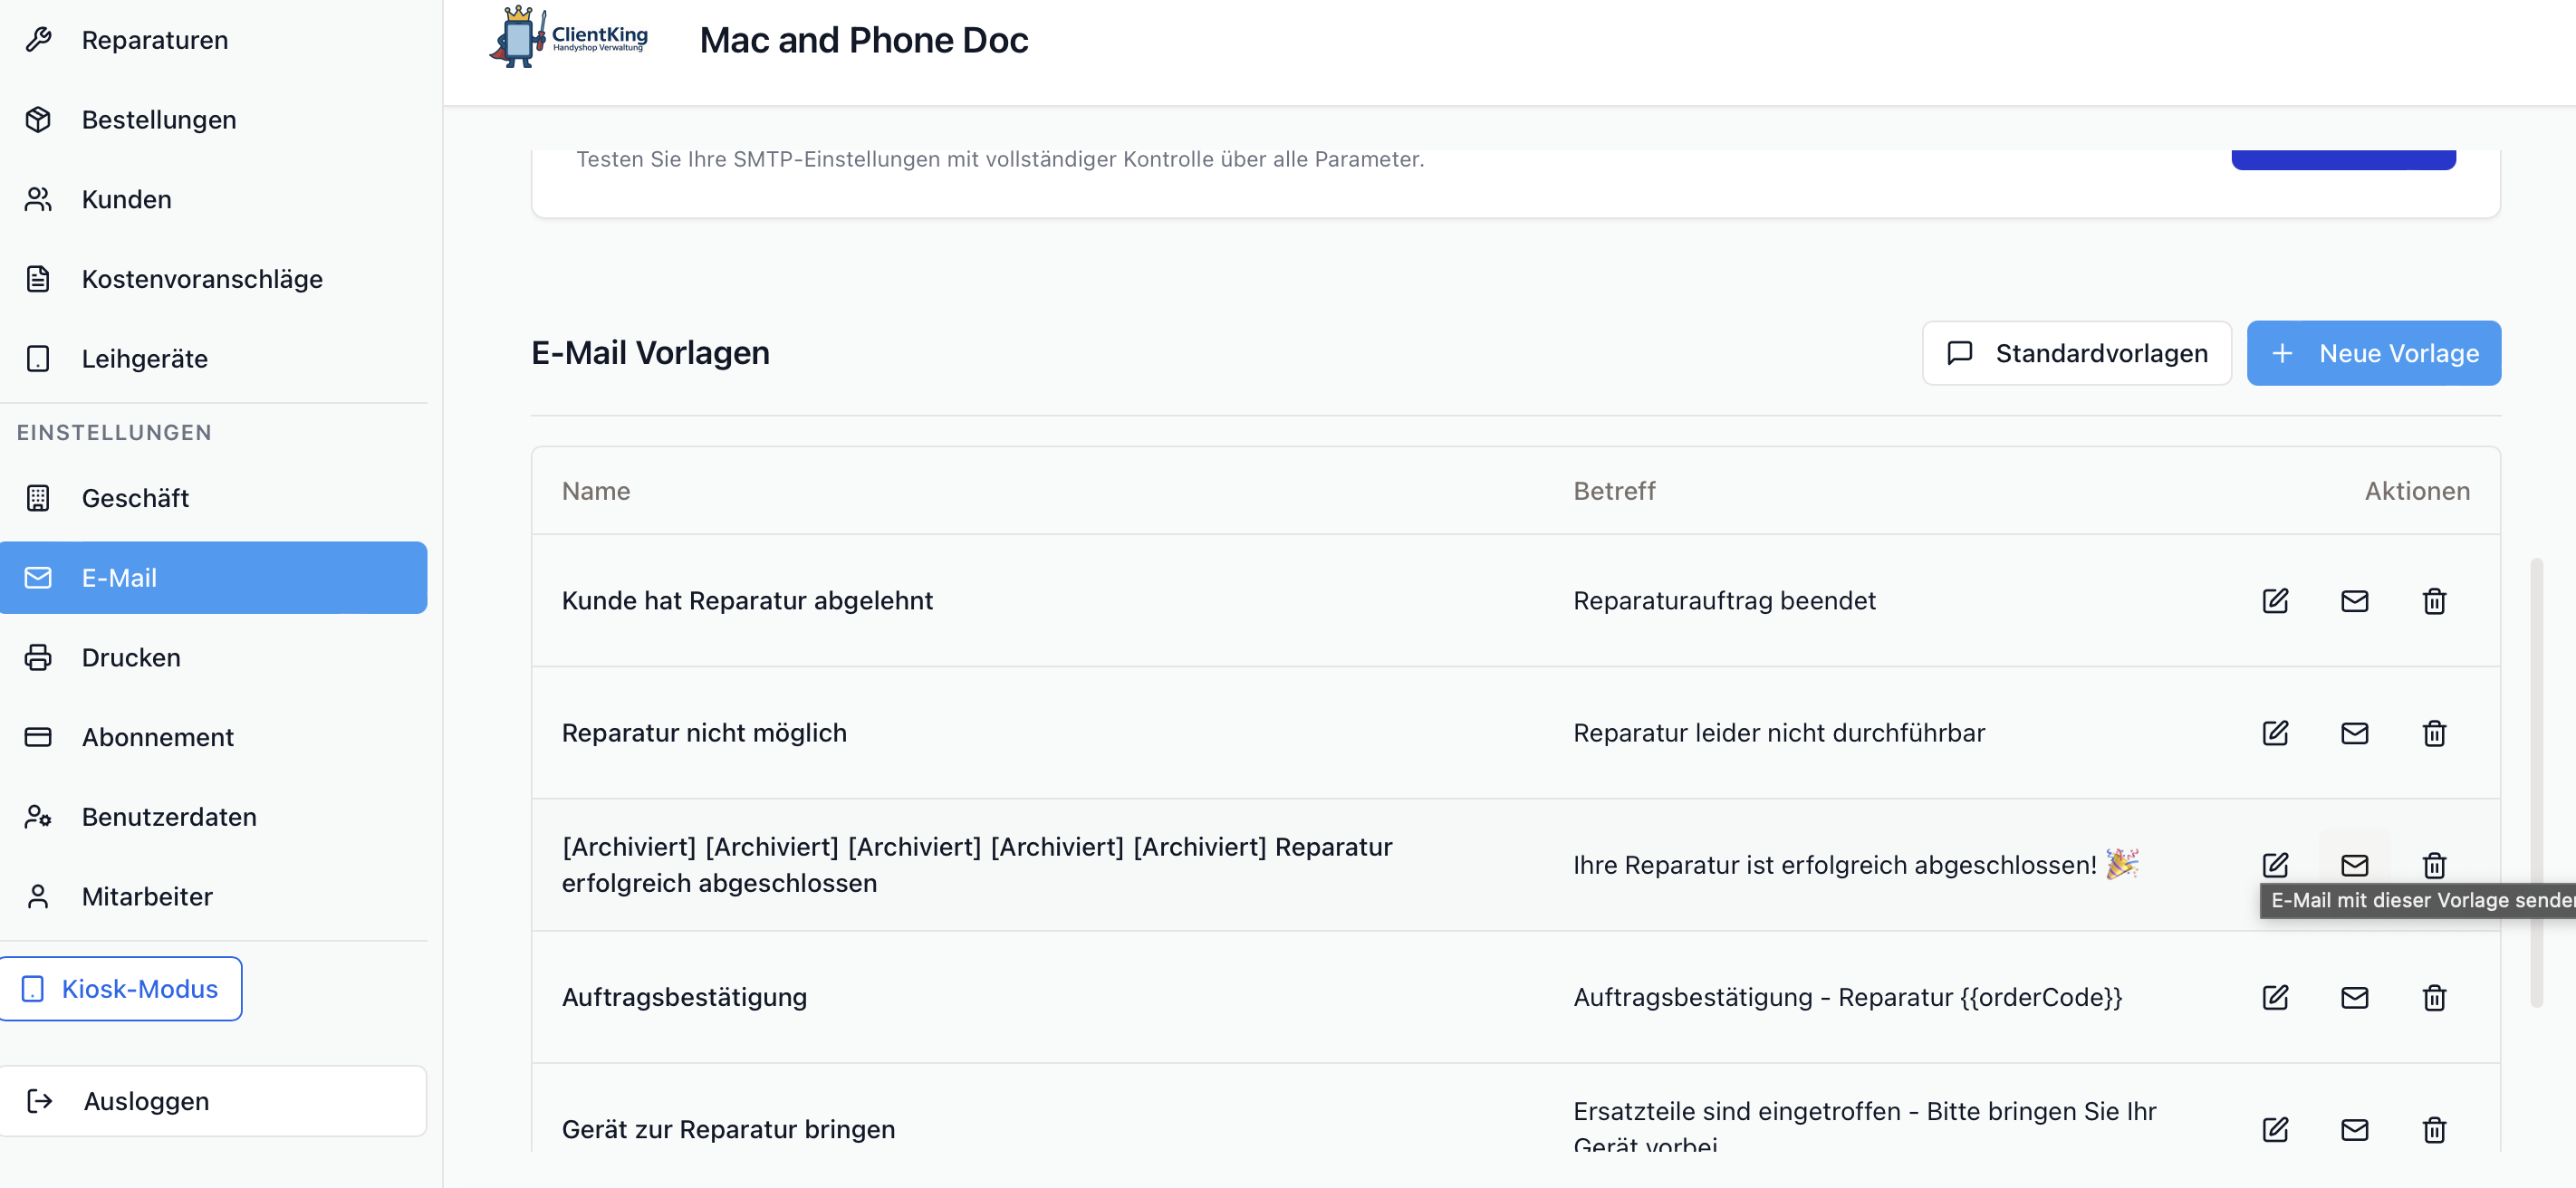 Reparaturen
Bestellungen
Kunden
Kostenvoranschläge
Leihgeräte
EINSTELLUNGEN
Geschäft
E-Mail
Drucken
Abonnement
Benutzerdaten
Mitarbeiter
Kiosk-Modus
Ausloggen
ClientKing
Handyshop Verwaltung
Mac and Phone Doc
Testen Sie Ihre SMTP-Einstellungen mit vollständiger Kontrolle über alle Parameter.
E-Mail Vorlagen
Standardvorlagen
Neue Vorlage
Name Betreff Aktionen
Kunde hat Reparatur abgelehnt Reparaturauftrag beendet
Reparatur nicht möglich Reparatur leider nicht durchführbar
[Archiviert] [Archiviert] [Archiviert] [Archiviert] [Archiviert] Reparatur
erfolgreich abgeschlossen
Ihre Reparatur ist erfolgreich abgeschlossen! 🎉
E-Mail mit dieser Vorlage sende
Auftragsbestätigung Auftragsbestätigung - Reparatur {{orderCode}}
Gerät zur Reparatur bringen
Ersatzteile sind eingetroffen - Bitte bringen Sie Ihr
Gerät vorbei